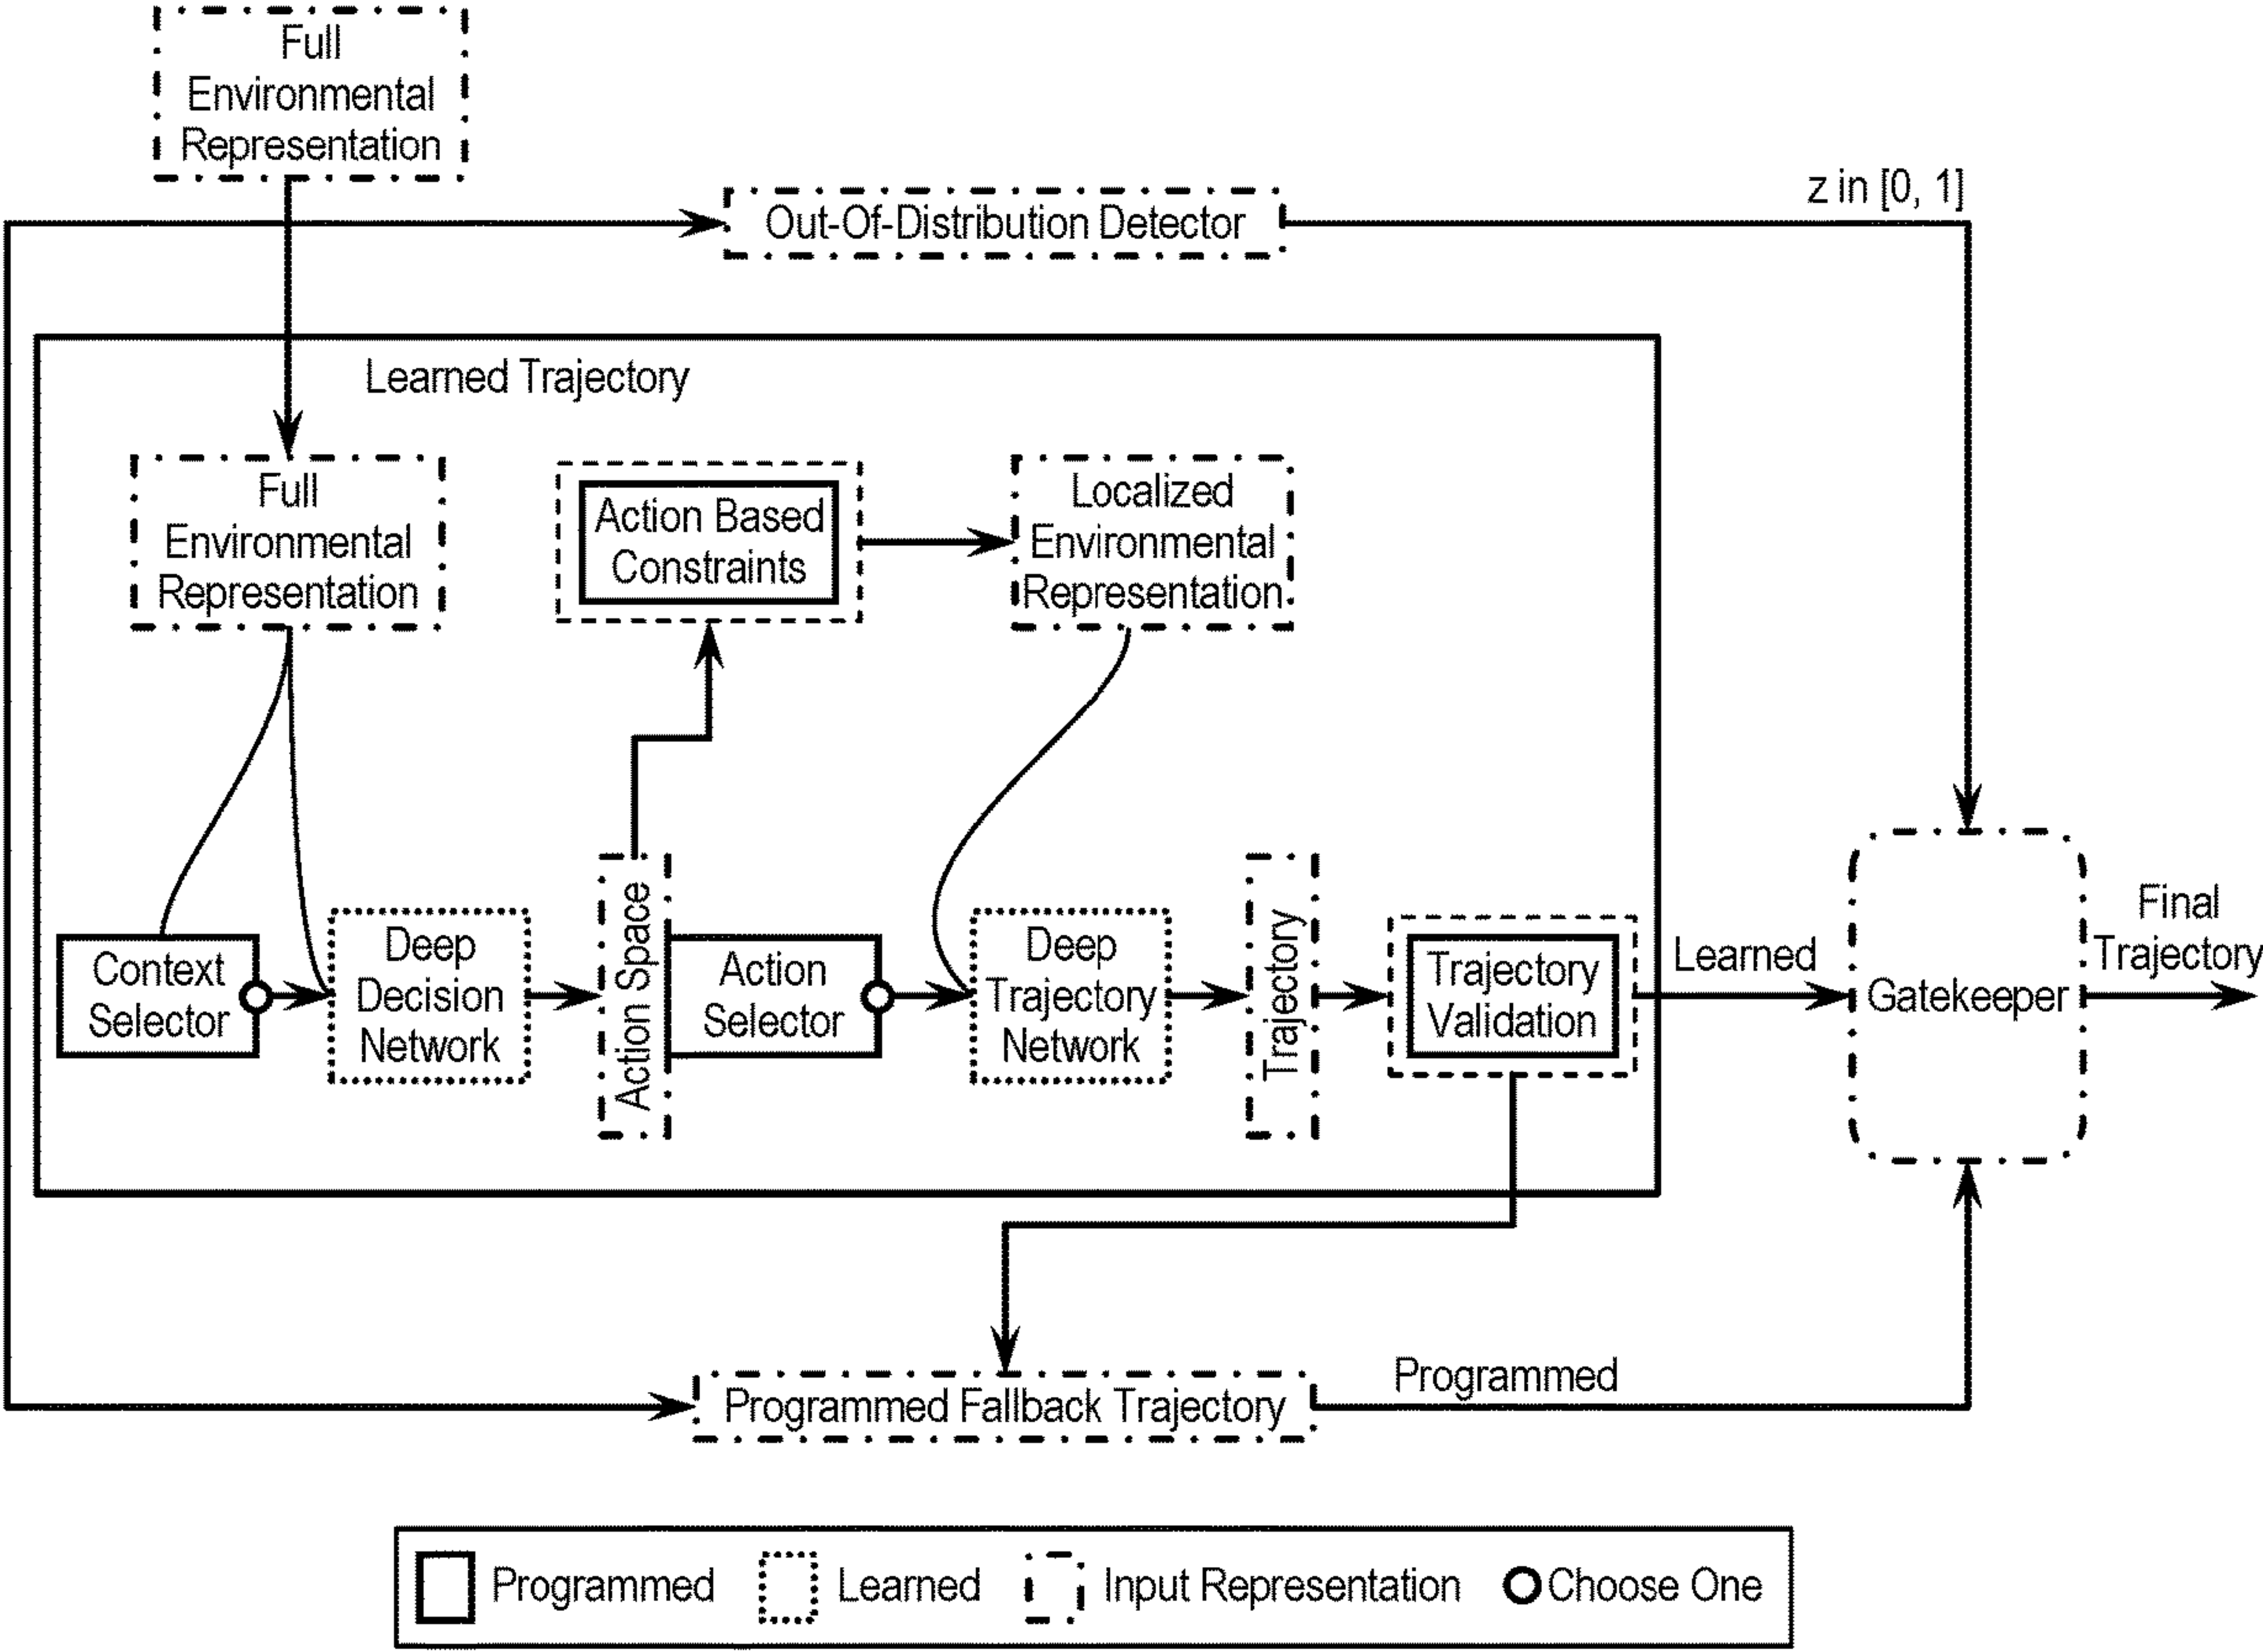 Full
Environmental
Representation
z in [0, 1]
Out-Of-Distribution Detector
Learned Trajectory
Full
Environmental
Representation
Action Based
Constraints
Localized
Environmental
Representation
Context
Selector
Deep
Decision
Network
Action Space
Action
Selector
Deep
Trajectory
Network
Trajectory
Trajectory
Validation
Learned
Gatekeeper
Final
Trajectory
Programmed Fallback Trajectory
Programmed
Programmed
Learned
Input Representation
Choose One